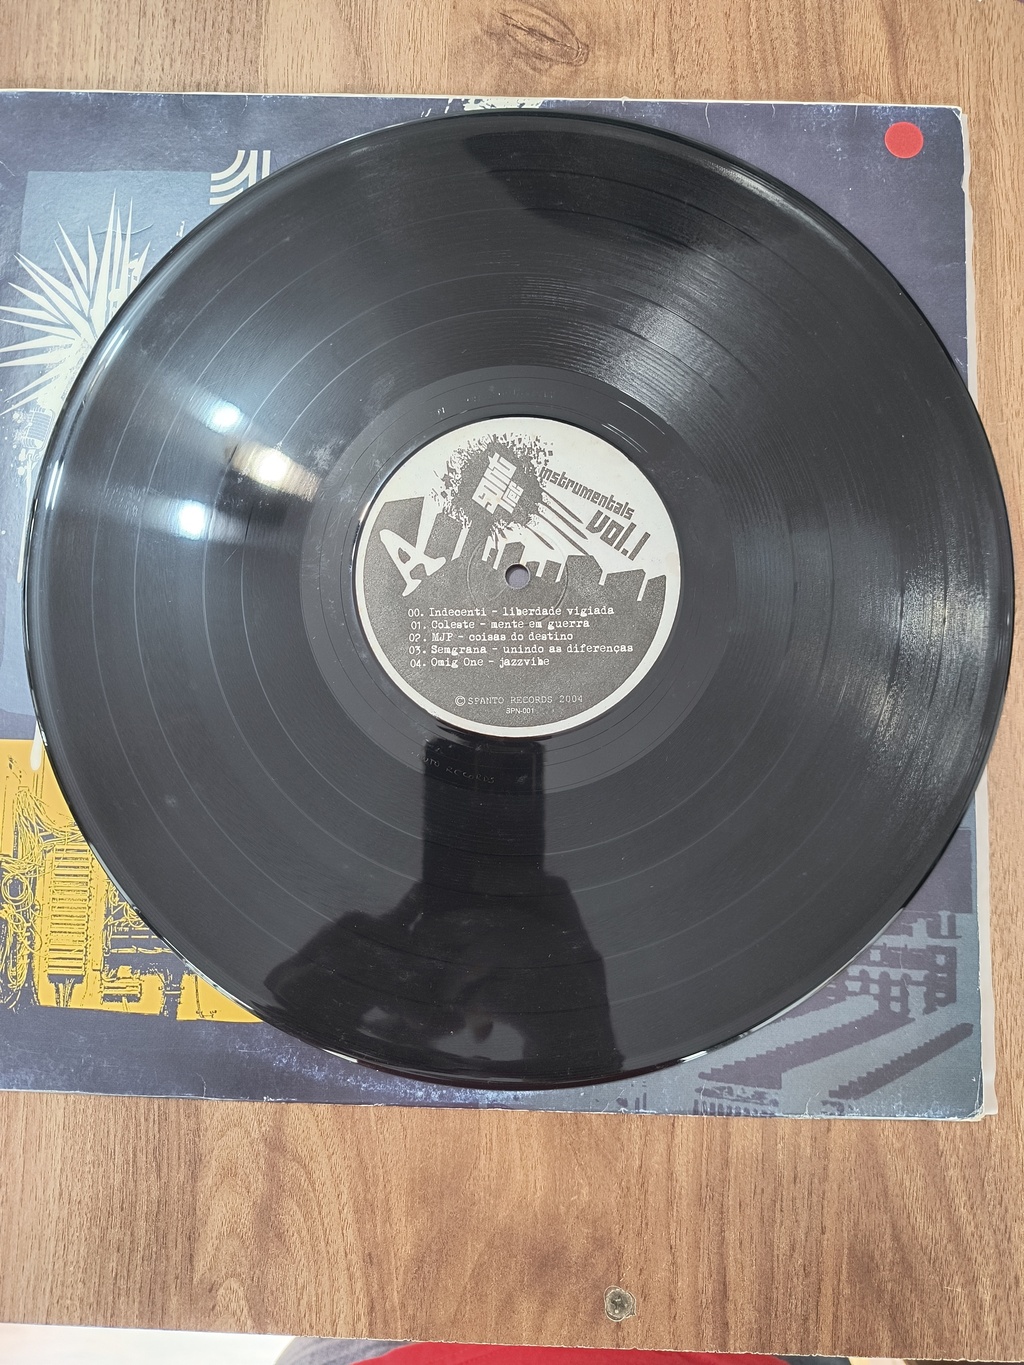 instrumentals
vol.1
A
00. Indecenti - liberdade vigiada
01. Coleste - mente em guerra
02. MJP - coisas do destino
03. Semgrana - unindo as diferenças
04. Omig One - jazzvibe
© SPANTO RECORDS 2004
SPN-001